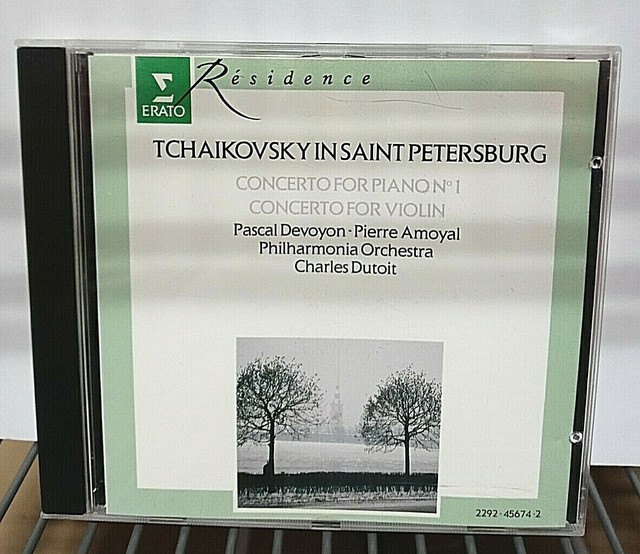 Résidence
ERATO
TCHAIKOVSKY IN SAINT PETERSBURG
CONCERTO FOR PIANO Nº 1
CONCERTO FOR VIOLIN
Pascal Devoyon · Pierre Amoyal
Philharmonia Orchestra
Charles Dutoit
2292-45674-2